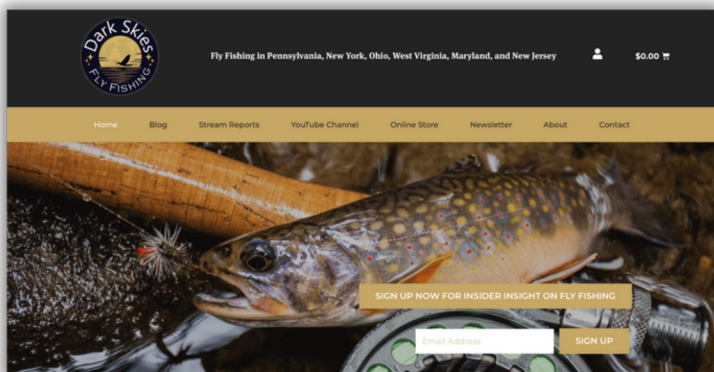 Dark Skies
FLY FISHING
Fly Fishing in Pennsylvania, New York, Ohio, West Virginia, Maryland, and New Jersey
$0.00
Home Blog Stream Reports YouTube Channel Online Store Newsletter About Contact
SIGN UP NOW FOR INSIDER INSIGHT ON FLY FISHING
Email Address SIGN UP